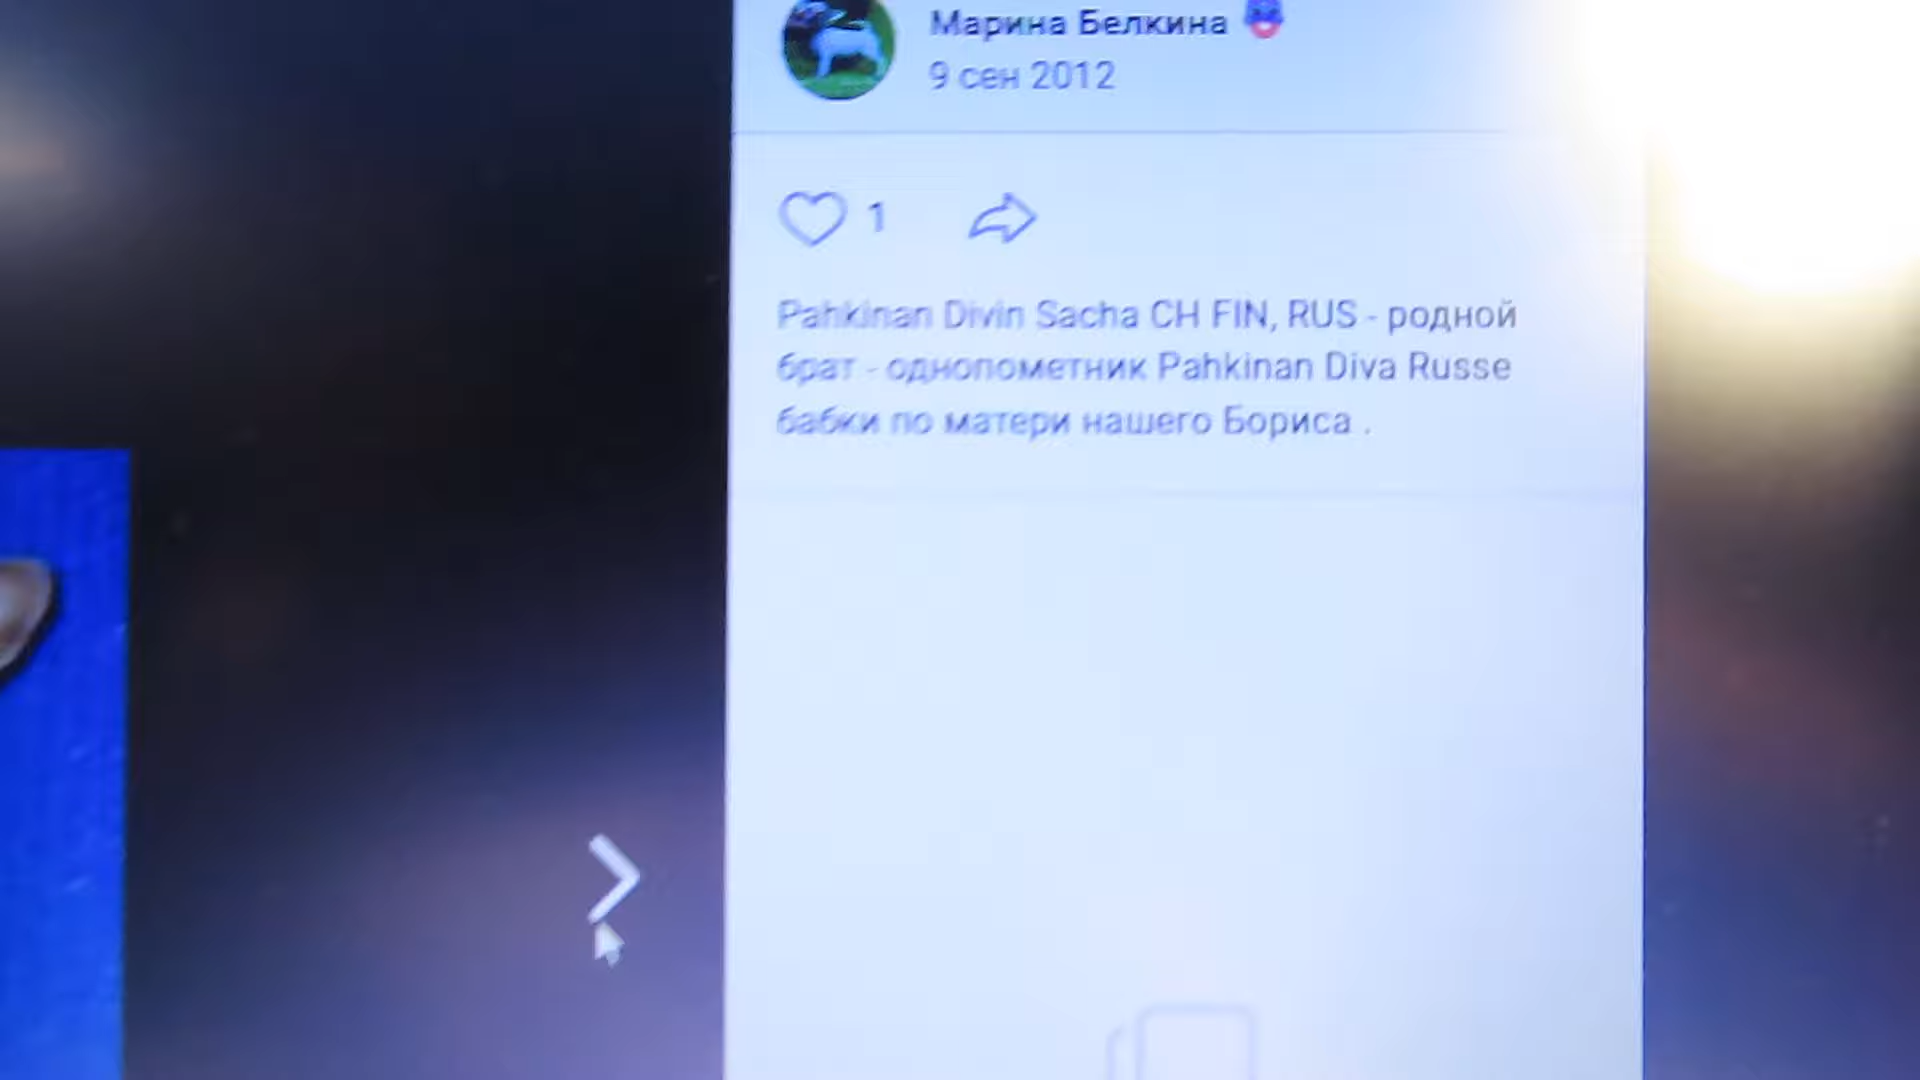 Марина Белкина
9 сен 2012
1
Pahkinan Divin Sacha CH FIN, RUS - родной
брат - однопометник Pahkinan Diva Russe
бабки по матери нашего Бориса .